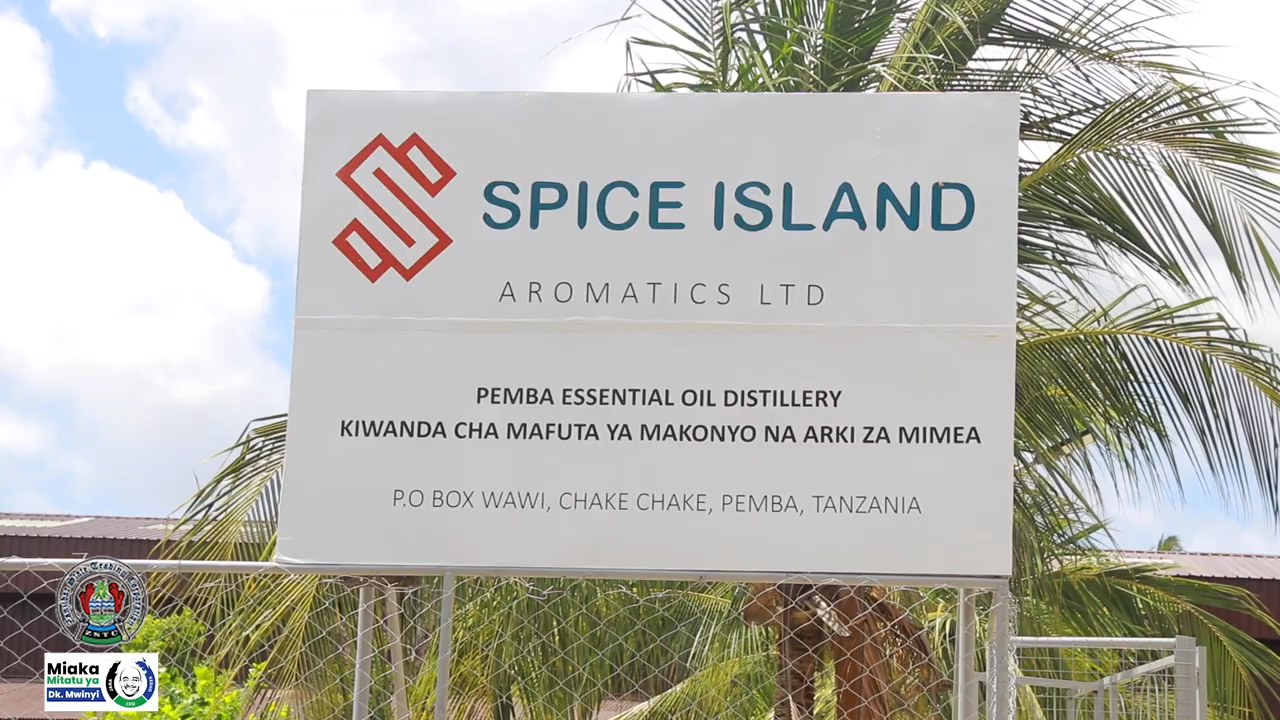 SPICE ISLAND
AROMATICS LTD
PEMBA ESSENTIAL OIL DISTILLERY
KIWANDA CHA MAFUTA YA MAKONYO NA ARKI ZA MIMEA
P.O BOX WAWI, CHAKE CHAKE, PEMBA, TANZANIA
ZSTC
Miaka
Mitatu ya
Dk. Mwinyi